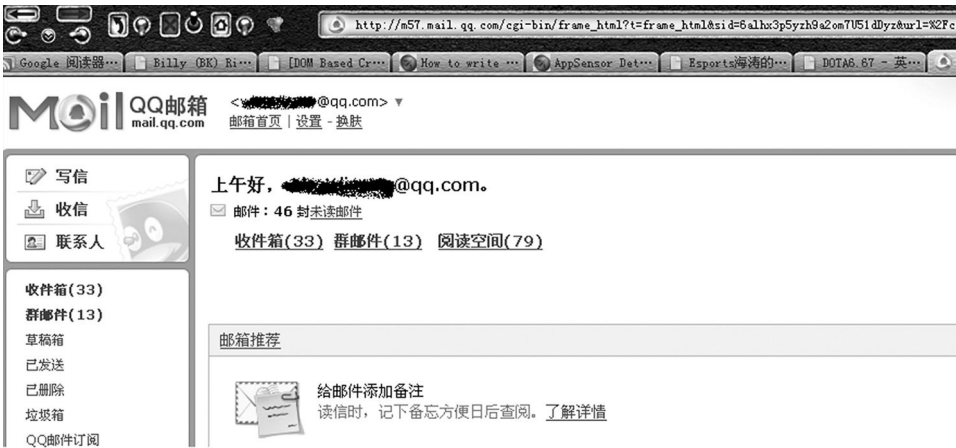 http://m57.mail.qq.com/cgi-bin/frame_html?t=frame_html&sid=6alhx3p5yzh9a2om7U51dDyz&url=%2Fc
Google 阅读器… Billy (BK) Ri… [DOM Based Cr… How to write … AppSensor Det… Esports海涛的… DOTA6.67 - 英…
Mail QQ邮箱 mail.qq.com
< @qq.com> ▼
邮箱首页 | 设置 - 换肤
写信
收信
联系人
收件箱(33)
群邮件(13)
草稿箱
已发送
已删除
垃圾箱
QQ邮件订阅
上午好， @qq.com。
邮件：46 封未读邮件
收件箱(33) 群邮件(13) 阅读空间(79)
邮箱推荐
给邮件添加备注
读信时，记下备忘方便日后查阅。了解详情